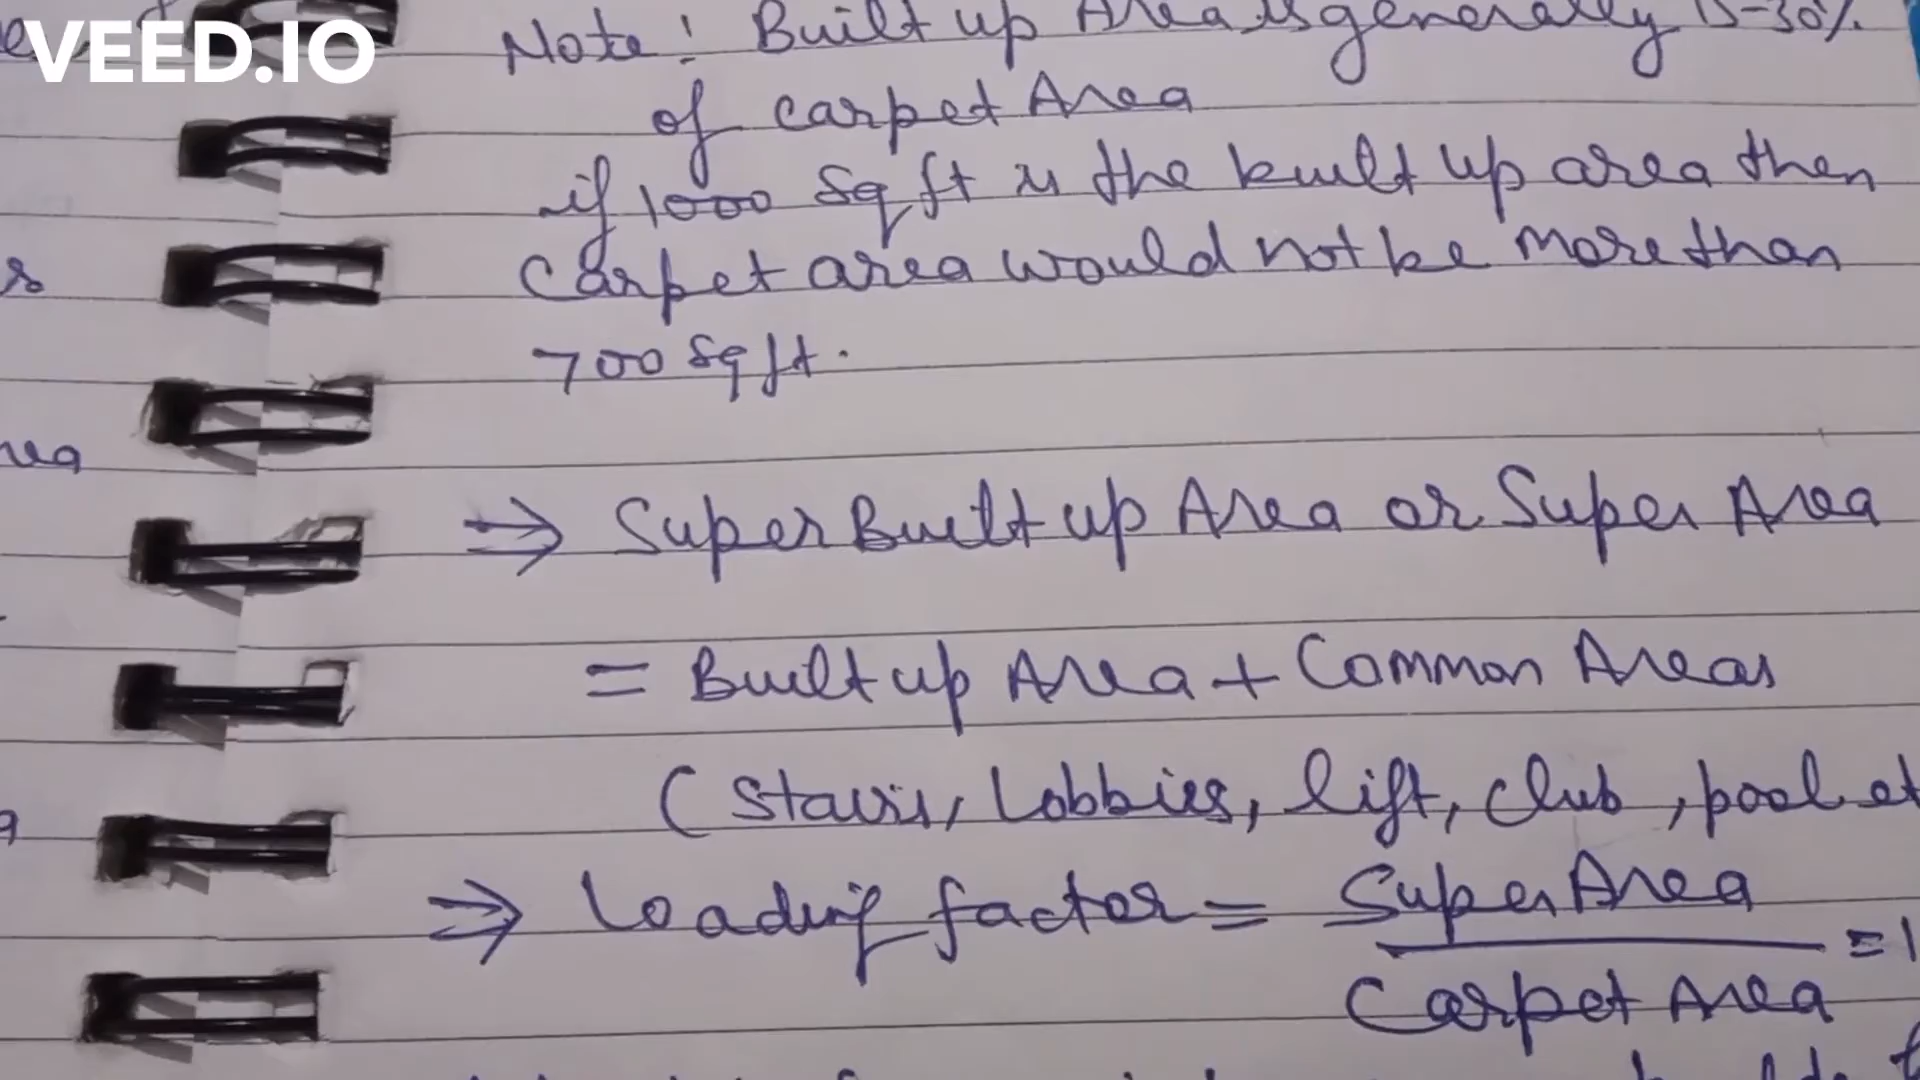 VEED.IO
Note! Built up Area is generally 15-30%
of carpet Area
if 1000 Sq ft is the built up area then
Carpet area would not be more than
700 Sq ft.
⇒ Super Built up Area or Super Area
= Built up Area + Common Areas
(Stairs, Lobbies, lift, club, pool et
⇒ Loading factor = Super Area
= 1
Carpet Area